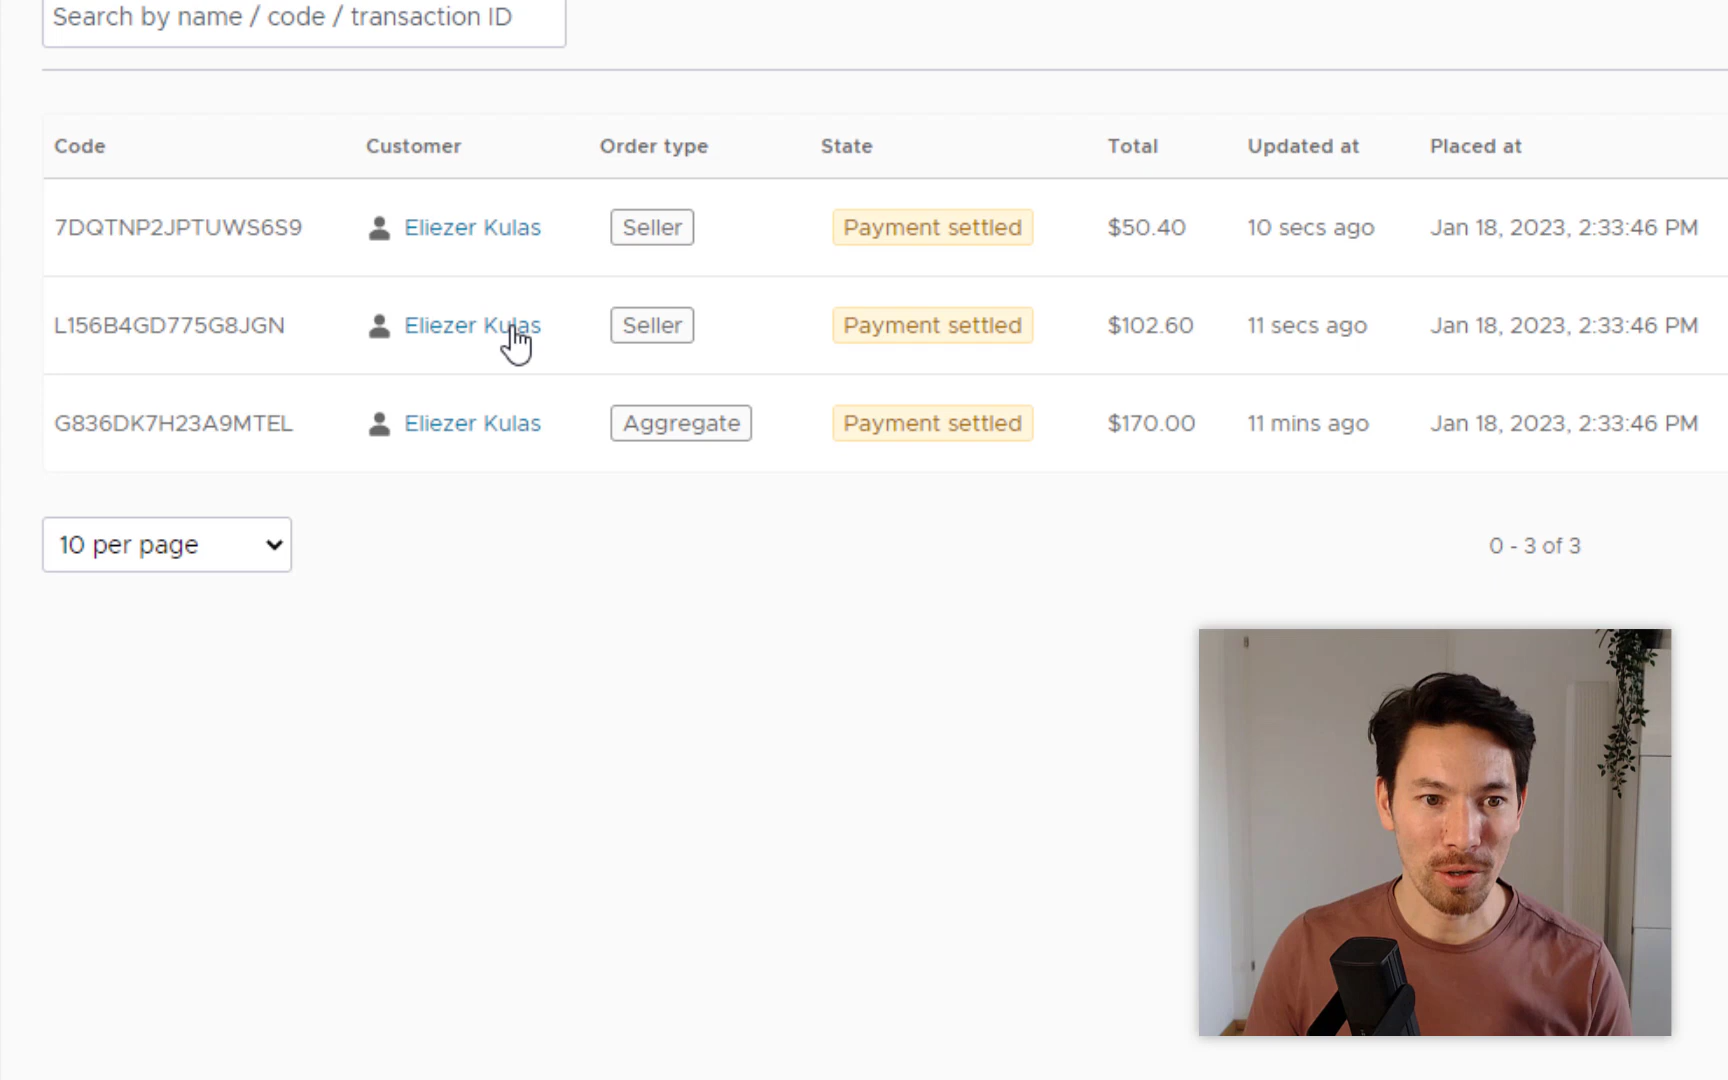 Search by name / code / transaction ID
Code Customer Order type State Total Updated at Placed at
7DQTNP2JPTUWS6S9 Eliezer Kulas Seller Payment settled $50.40 10 secs ago Jan 18, 2023, 2:33:46 PM
L156B4GD775G8JGN Eliezer Kulas Seller Payment settled $102.60 11 secs ago Jan 18, 2023, 2:33:46 PM
G836DK7H23A9MTEL Eliezer Kulas Aggregate Payment settled $170.00 11 mins ago Jan 18, 2023, 2:33:46 PM
10 per page 0 - 3 of 3